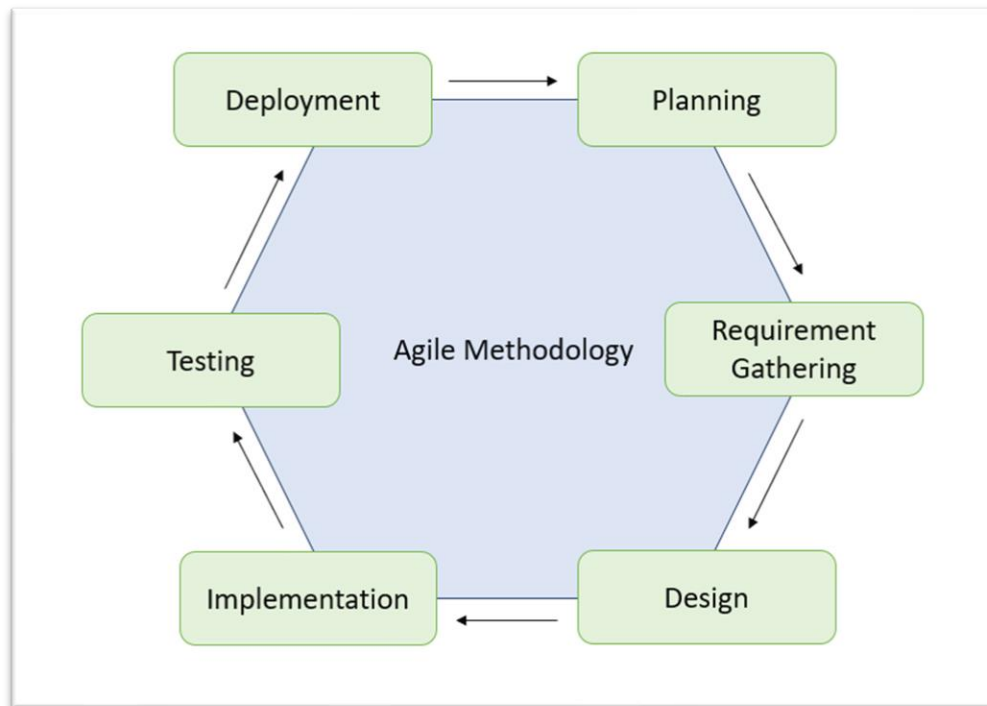 Deployment
Planning
Agile Methodology
Requirement
Gathering
Testing
Implementation
Design